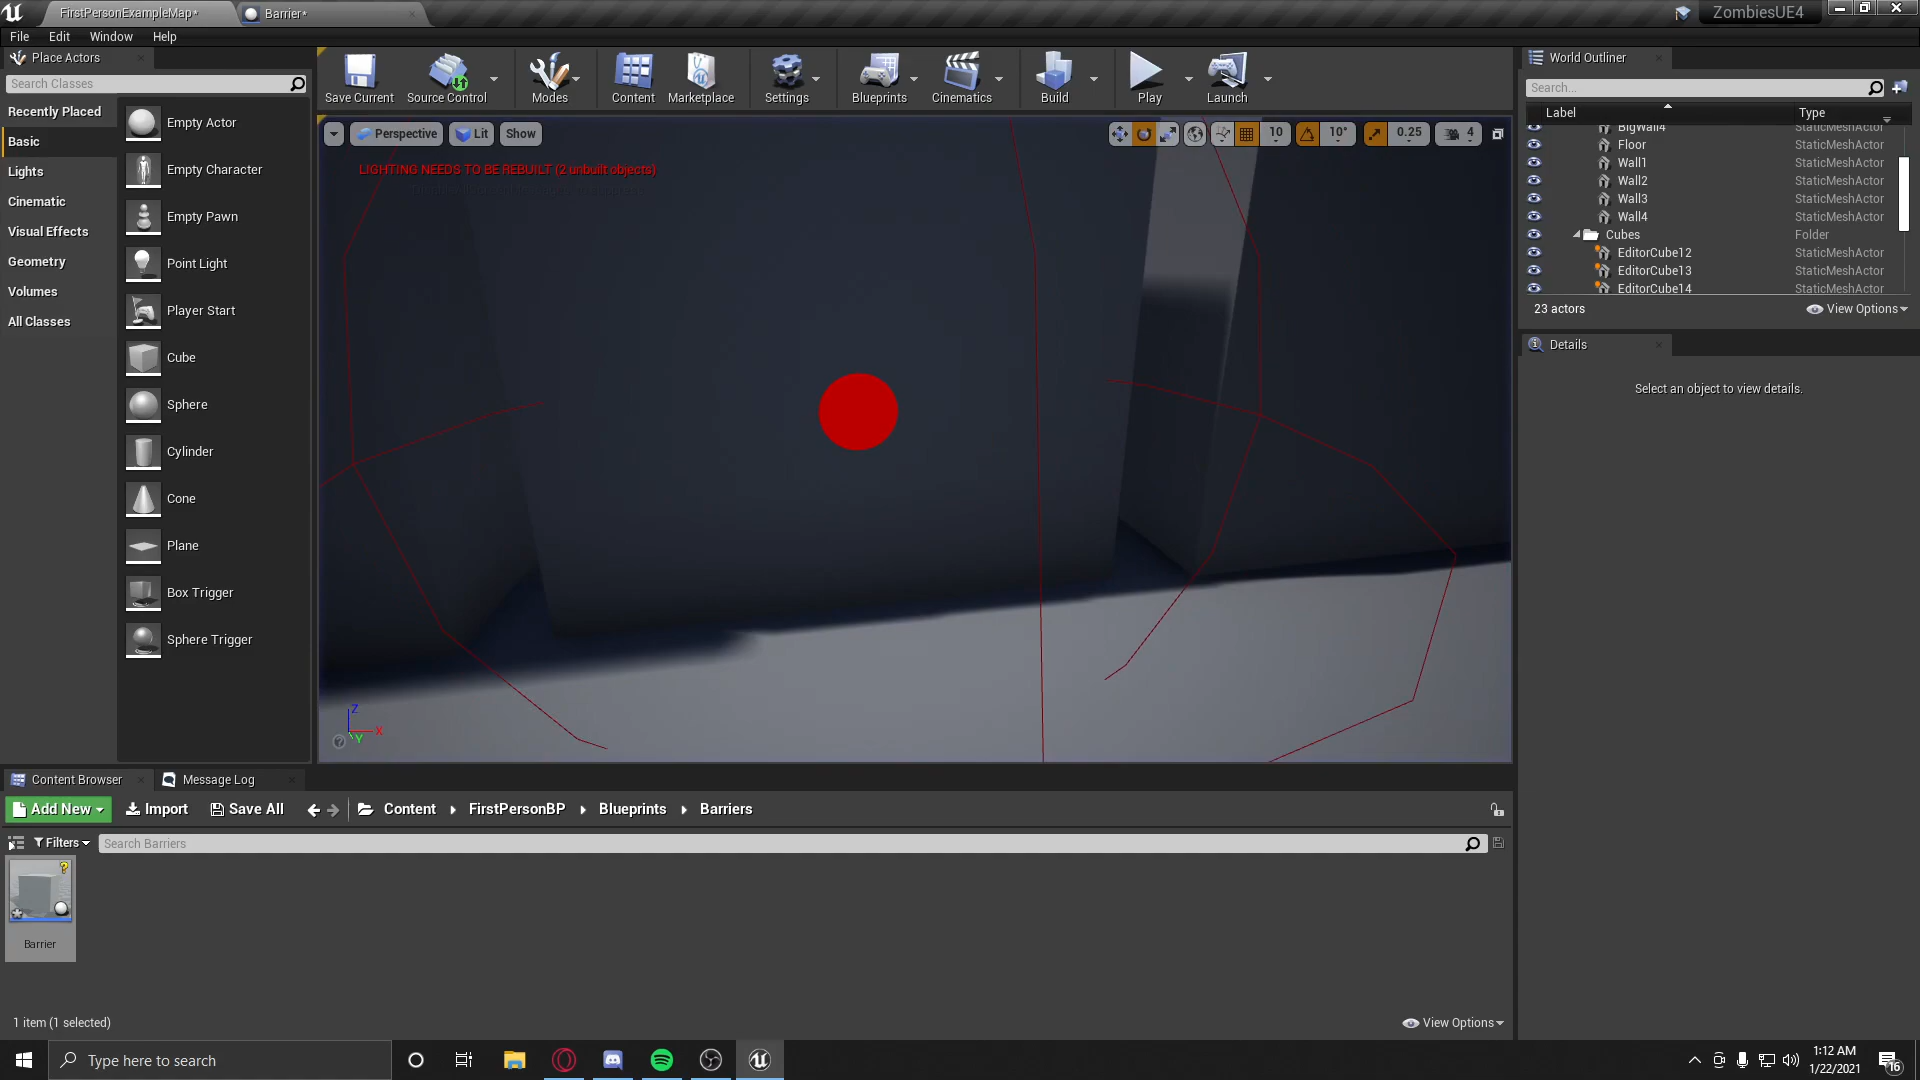 FirstPersonExampleMap*
Barrier*
ZombiesUE4
File Edit Window Help
Place Actors
Search Classes
Recently Placed
Basic
Lights
Cinematic
Visual Effects
Geometry
Volumes
All Classes
Empty Actor
Empty Character
Empty Pawn
Point Light
Player Start
Cube
Sphere
Cylinder
Cone
Plane
Box Trigger
Sphere Trigger
Save Current
Source Control
Modes
Content
Marketplace
Settings
Blueprints
Cinematics
Build
Play
Launch
Perspective
Lit
Show
10
10°
0.25
4
LIGHTING NEEDS TO BE REBUILT (2 unbuilt objects)
Z
X
Y
World Outliner
Search...
Label
Type
BigWall4 StaticMeshActor
Floor StaticMeshActor
Wall1 StaticMeshActor
Wall2 StaticMeshActor
Wall3 StaticMeshActor
Wall4 StaticMeshActor
Cubes Folder
EditorCube12 StaticMeshActor
EditorCube13 StaticMeshActor
EditorCube14 StaticMeshActor
23 actors
View Options
Details
Select an object to view details.
Content Browser
Message Log
Add New
Import
Save All
Content
FirstPersonBP
Blueprints
Barriers
Filters
Search Barriers
Barrier
1 item (1 selected)
View Options
Type here to search
1:12 AM
1/22/2021
16